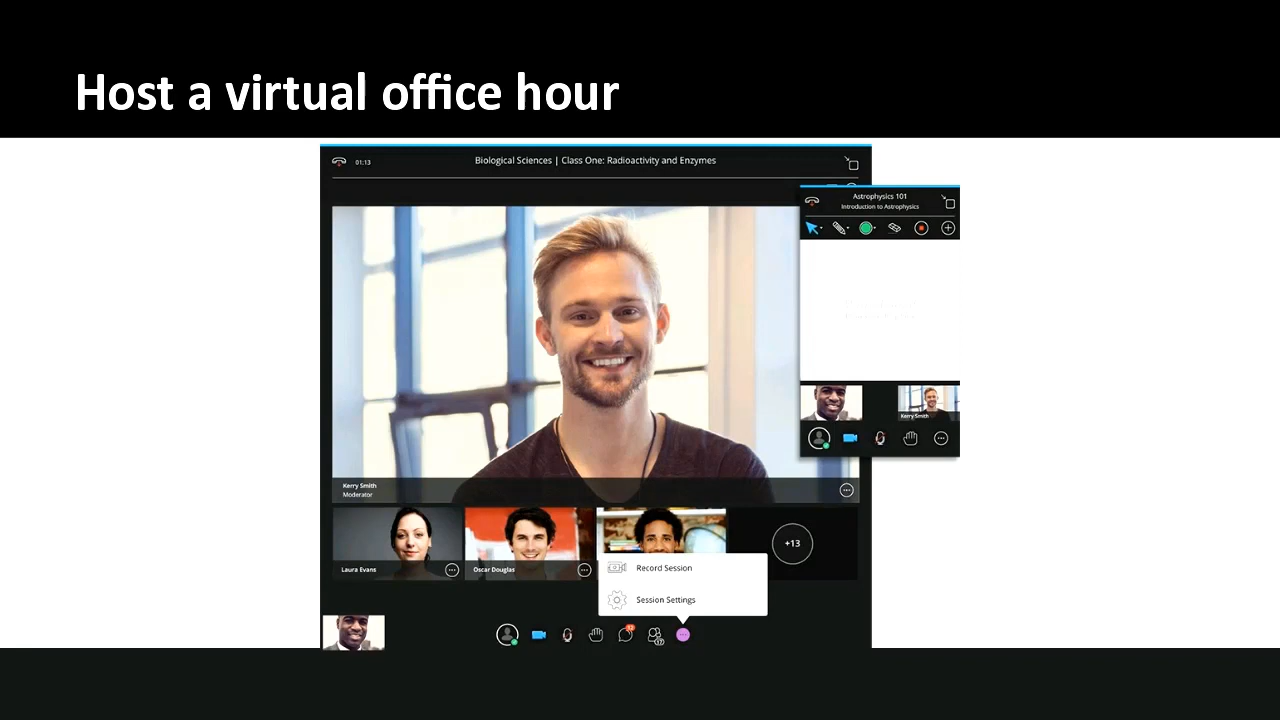 Host a virtual office hour
01:13
Biological Sciences | Class One: Radioactivity and Enzymes
Astrophysics 101
Introduction to Astrophysics
Kerry Smith
Kerry Smith
Moderator
Laura Evans
Oscar Douglas
+13
Record Session
Session Settings
17